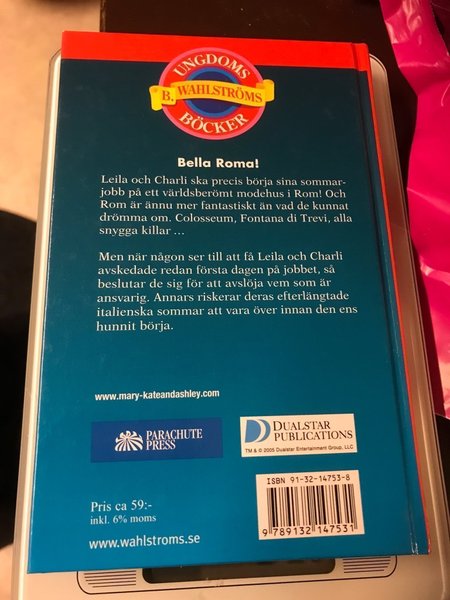 UNGDOMS
B. WAHLSTRÖMS
BÖCKER
Bella Roma!
Leila och Charli ska precis börja sina sommar-
jobb på ett världsberömt modehus i Rom! Och
Rom är ännu mer fantastiskt än vad de kunnat
drömma om. Colosseum, Fontana di Trevi, alla
snygga killar ...
Men när någon ser till att få Leila och Charli
avskedade redan första dagen på jobbet, så
beslutar de sig för att avslöja vem som är
ansvarig. Annars riskerar deras efterlängtade
italienska sommar att vara över innan den ens
hunnit börja.
www.mary-kateandashley.com
PARACHUTE
PRESS
DUALSTAR
PUBLICATIONS
TM & © 2005 Dualstar Entertainment Group, LLC
ISBN 91-32-14753-8
Pris ca 59:-
inkl. 6% moms
9 789132 147531
www.wahlstroms.se